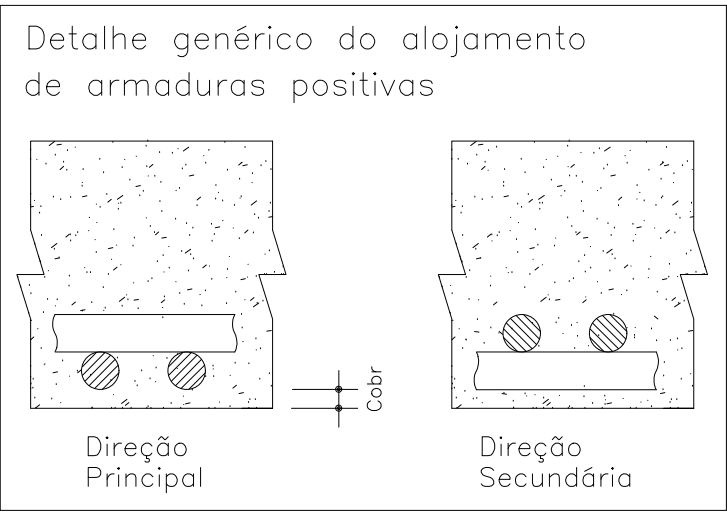 Detalhe genérico do alojamento
de armaduras positivas
Cobr
Direção
Principal
Direção
Secundária